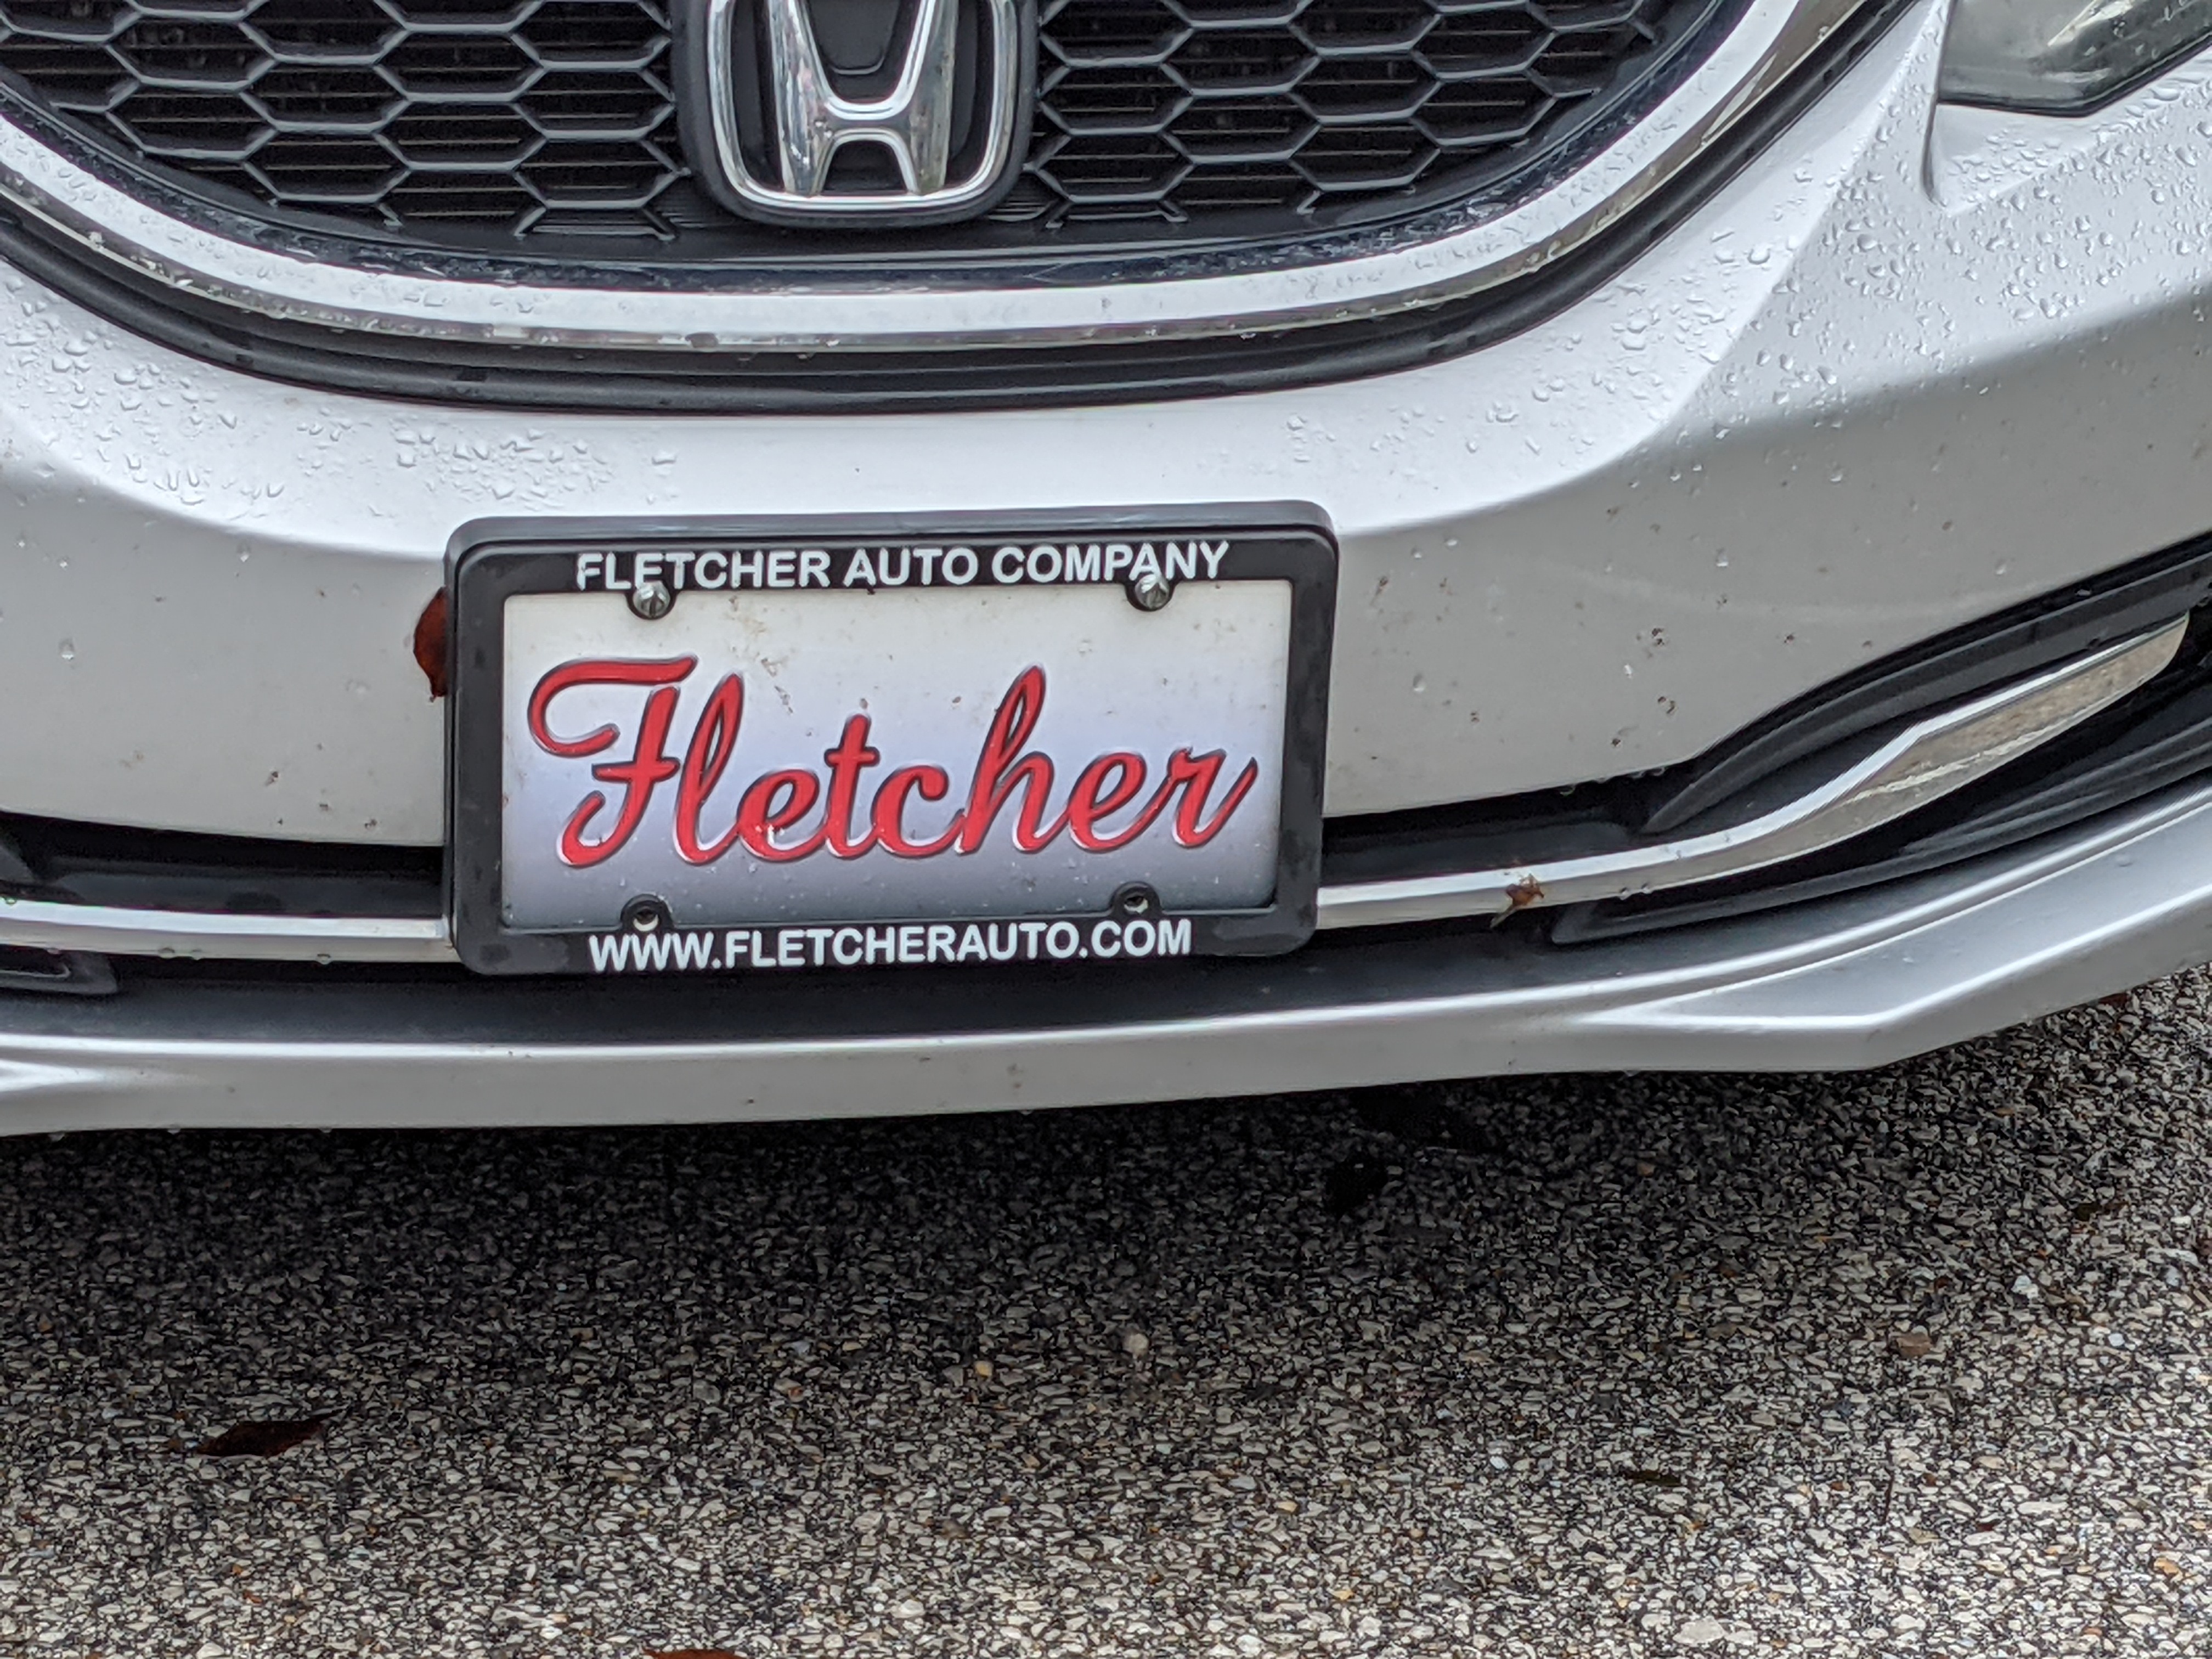 FLETCHER AUTO COMPANY
Fletcher
WWW.FLETCHERAUTO.COM